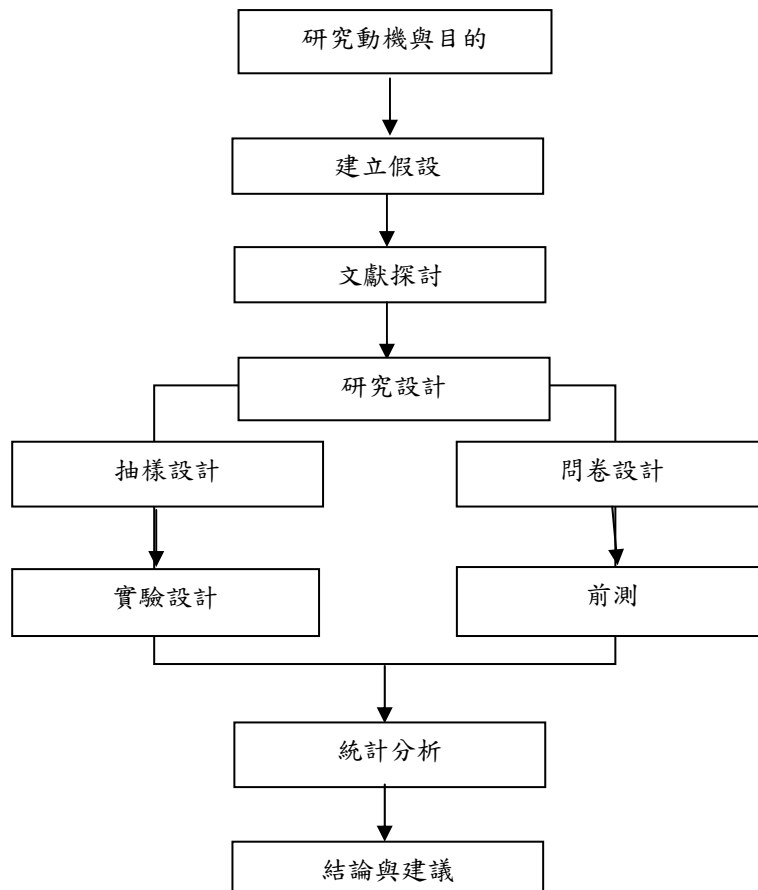 研究動機與目的
建立假設
文獻探討
研究設計
抽樣設計
問卷設計
實驗設計
前測
統計分析
結論與建議